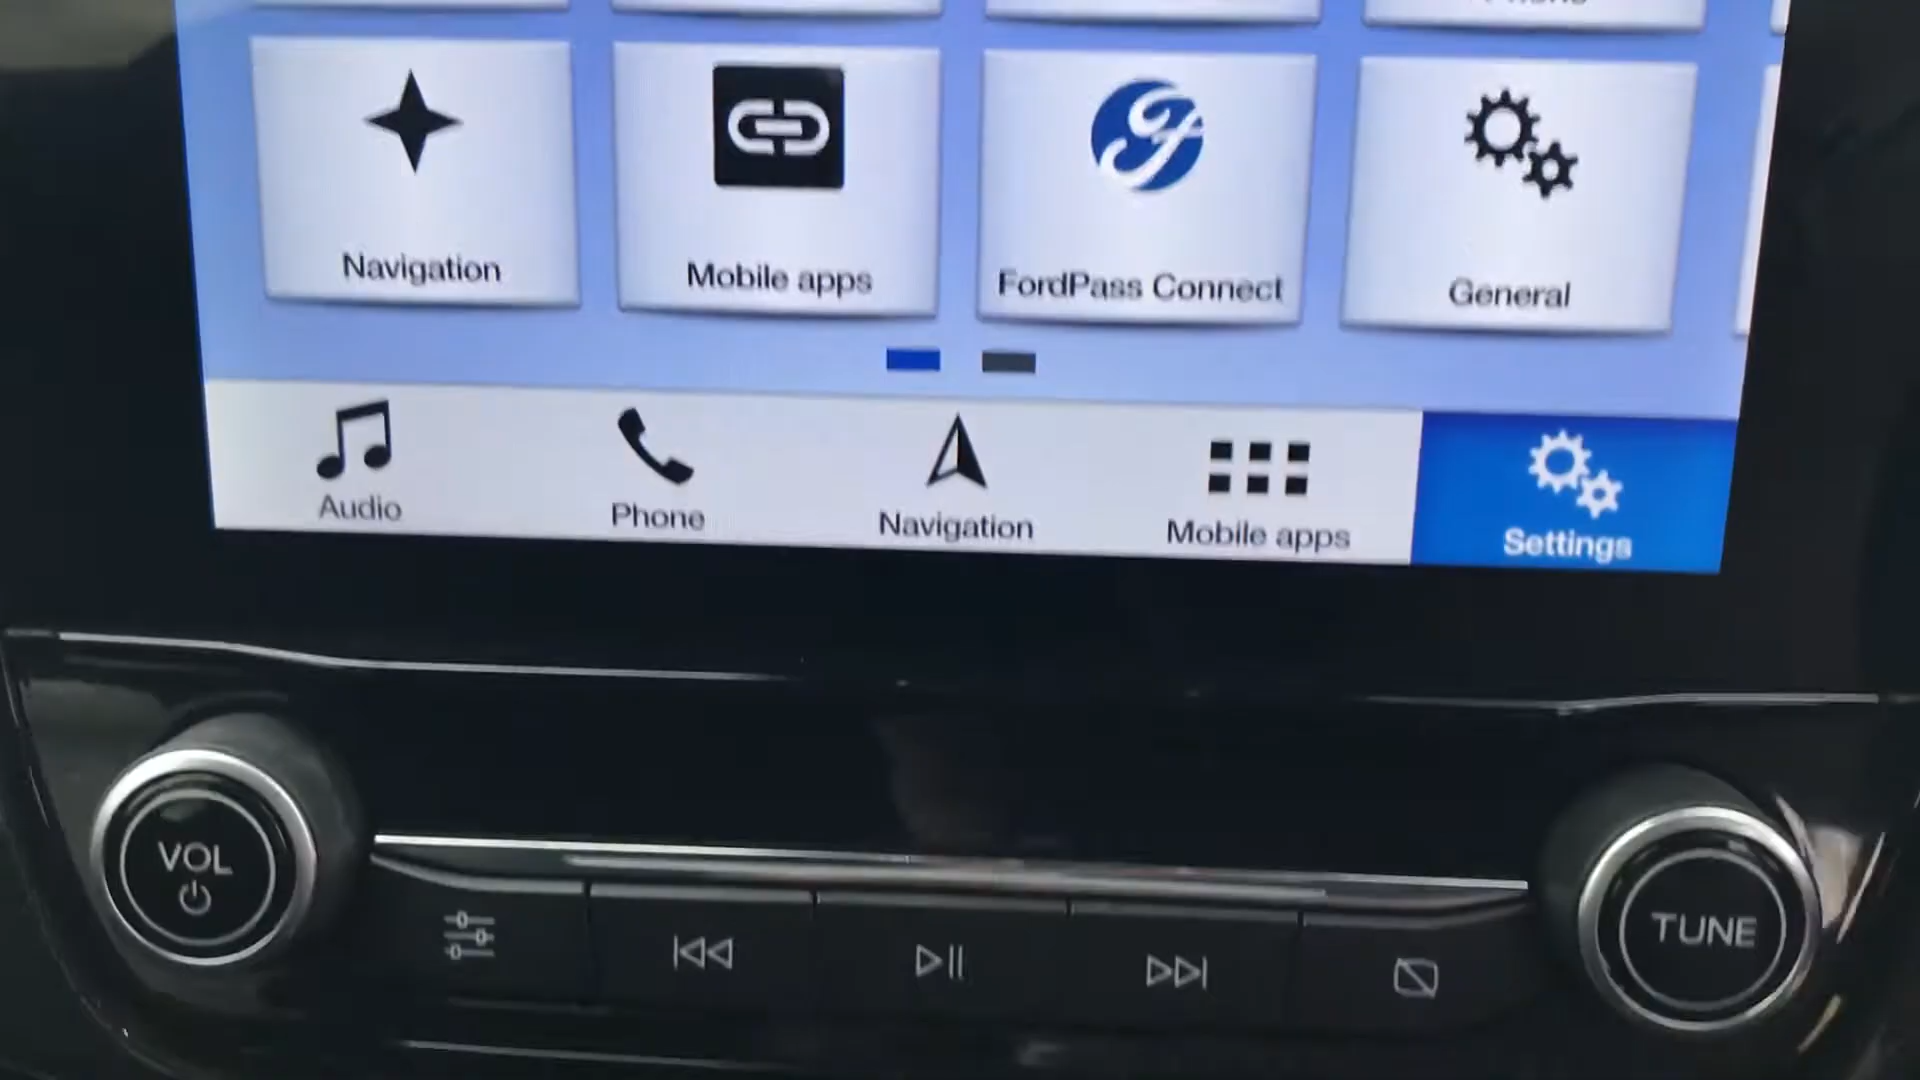 Navigation
Mobile apps
FordPass Connect
General
Audio
Phone
Navigation
Mobile apps
Settings
VOL
TUNE